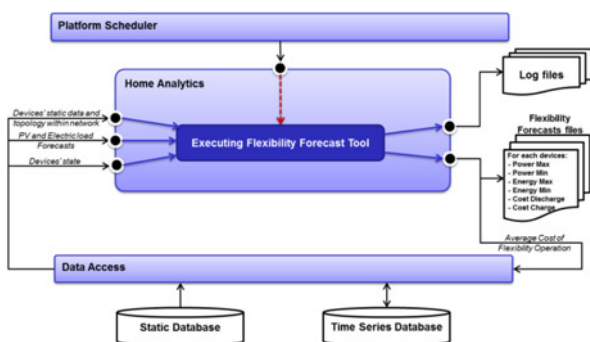 Platform Scheduler
Home Analytics
Log files
Devices' static data and
topology within network
PV and Electric load
Forecasts
Devices' state
Executing Flexibility Forecast Tool
Flexibility
Forecasts files
For each devices:
- Power Max
- Power Min
- Energy Max
- Energy Min
- Cost Discharge
- Cost Charge
Average Cost of
Flexibility Operation
Data Access
Static Database
Time Series Database